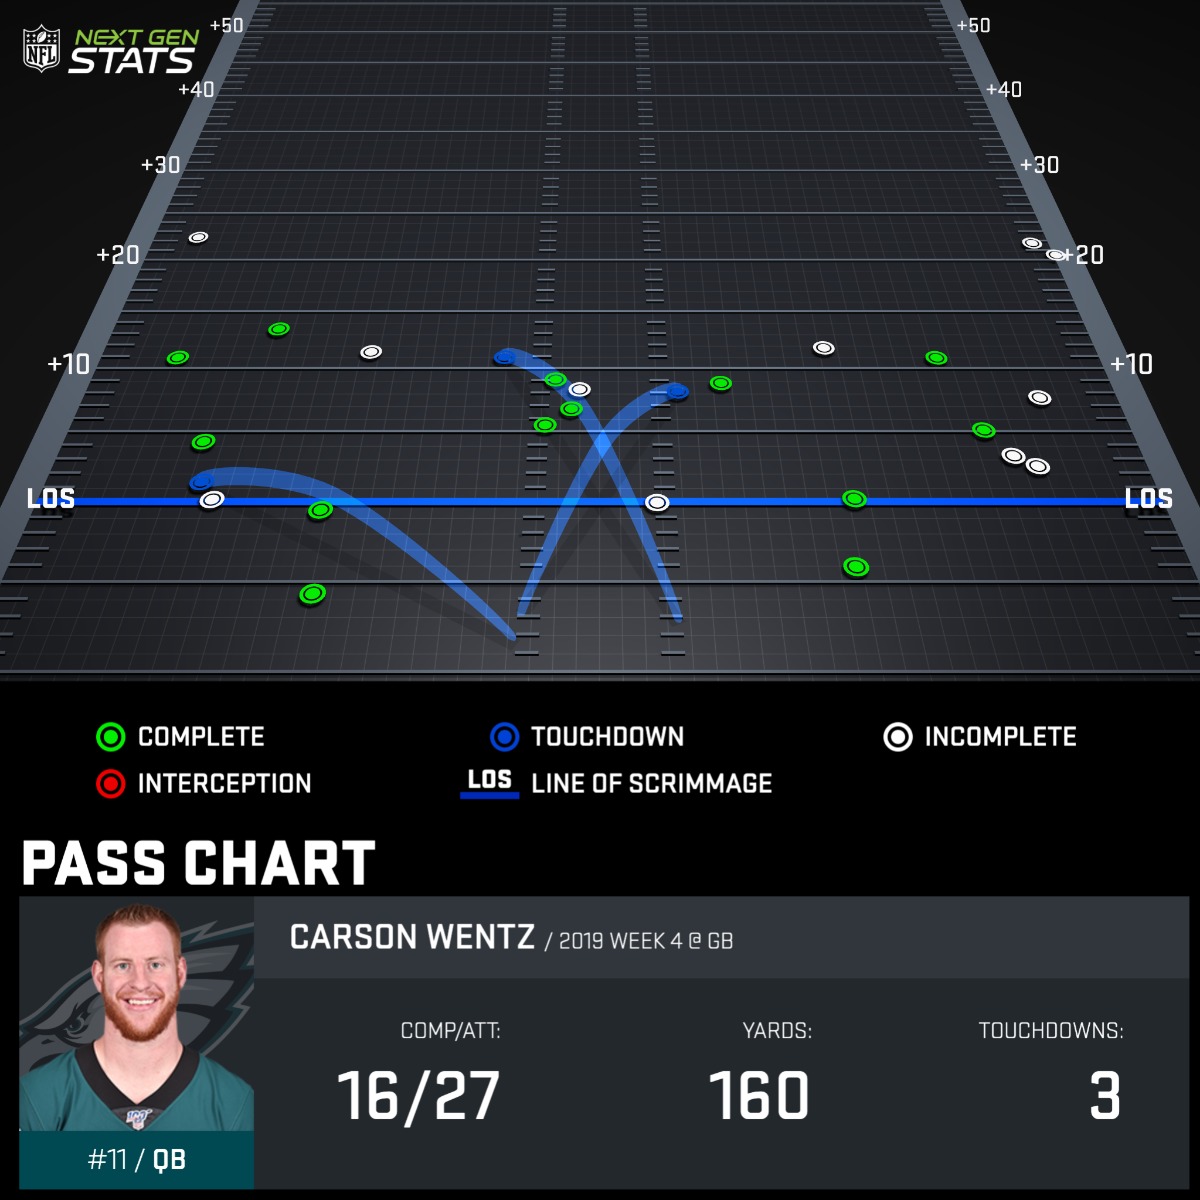 NFL
NEXT GEN
STATS
+50 +50
+40 +40
+30 +30
+20 +20
+10 +10
LOS LOS
COMPLETE TOUCHDOWN INCOMPLETE
INTERCEPTION LOS LINE OF SCRIMMAGE
PASS CHART
CARSON WENTZ / 2019 WEEK 4 @ GB
COMP/ATT: YARDS: TOUCHDOWNS:
16/27 160 3
#11 / QB